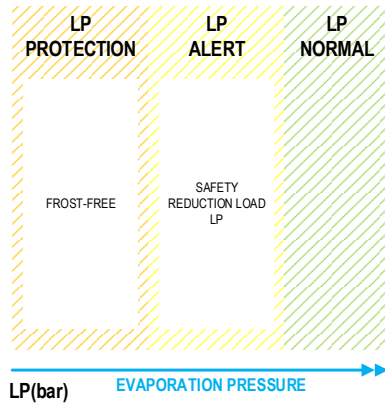 LP
PROTECTION
LP
ALERT
LP
NORMAL
FROST-FREE
SAFETY
REDUCTION LOAD
LP
LP(bar)
EVAPORATION PRESSURE